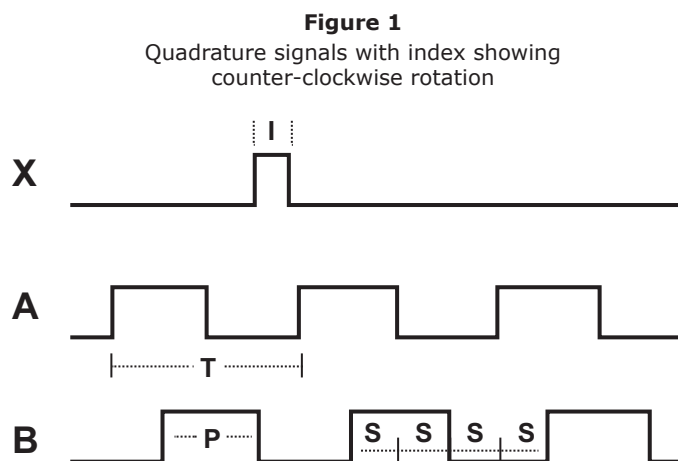 Figure 1
Quadrature signals with index showing
counter-clockwise rotation
I
X
A
T
B
P
S S S S